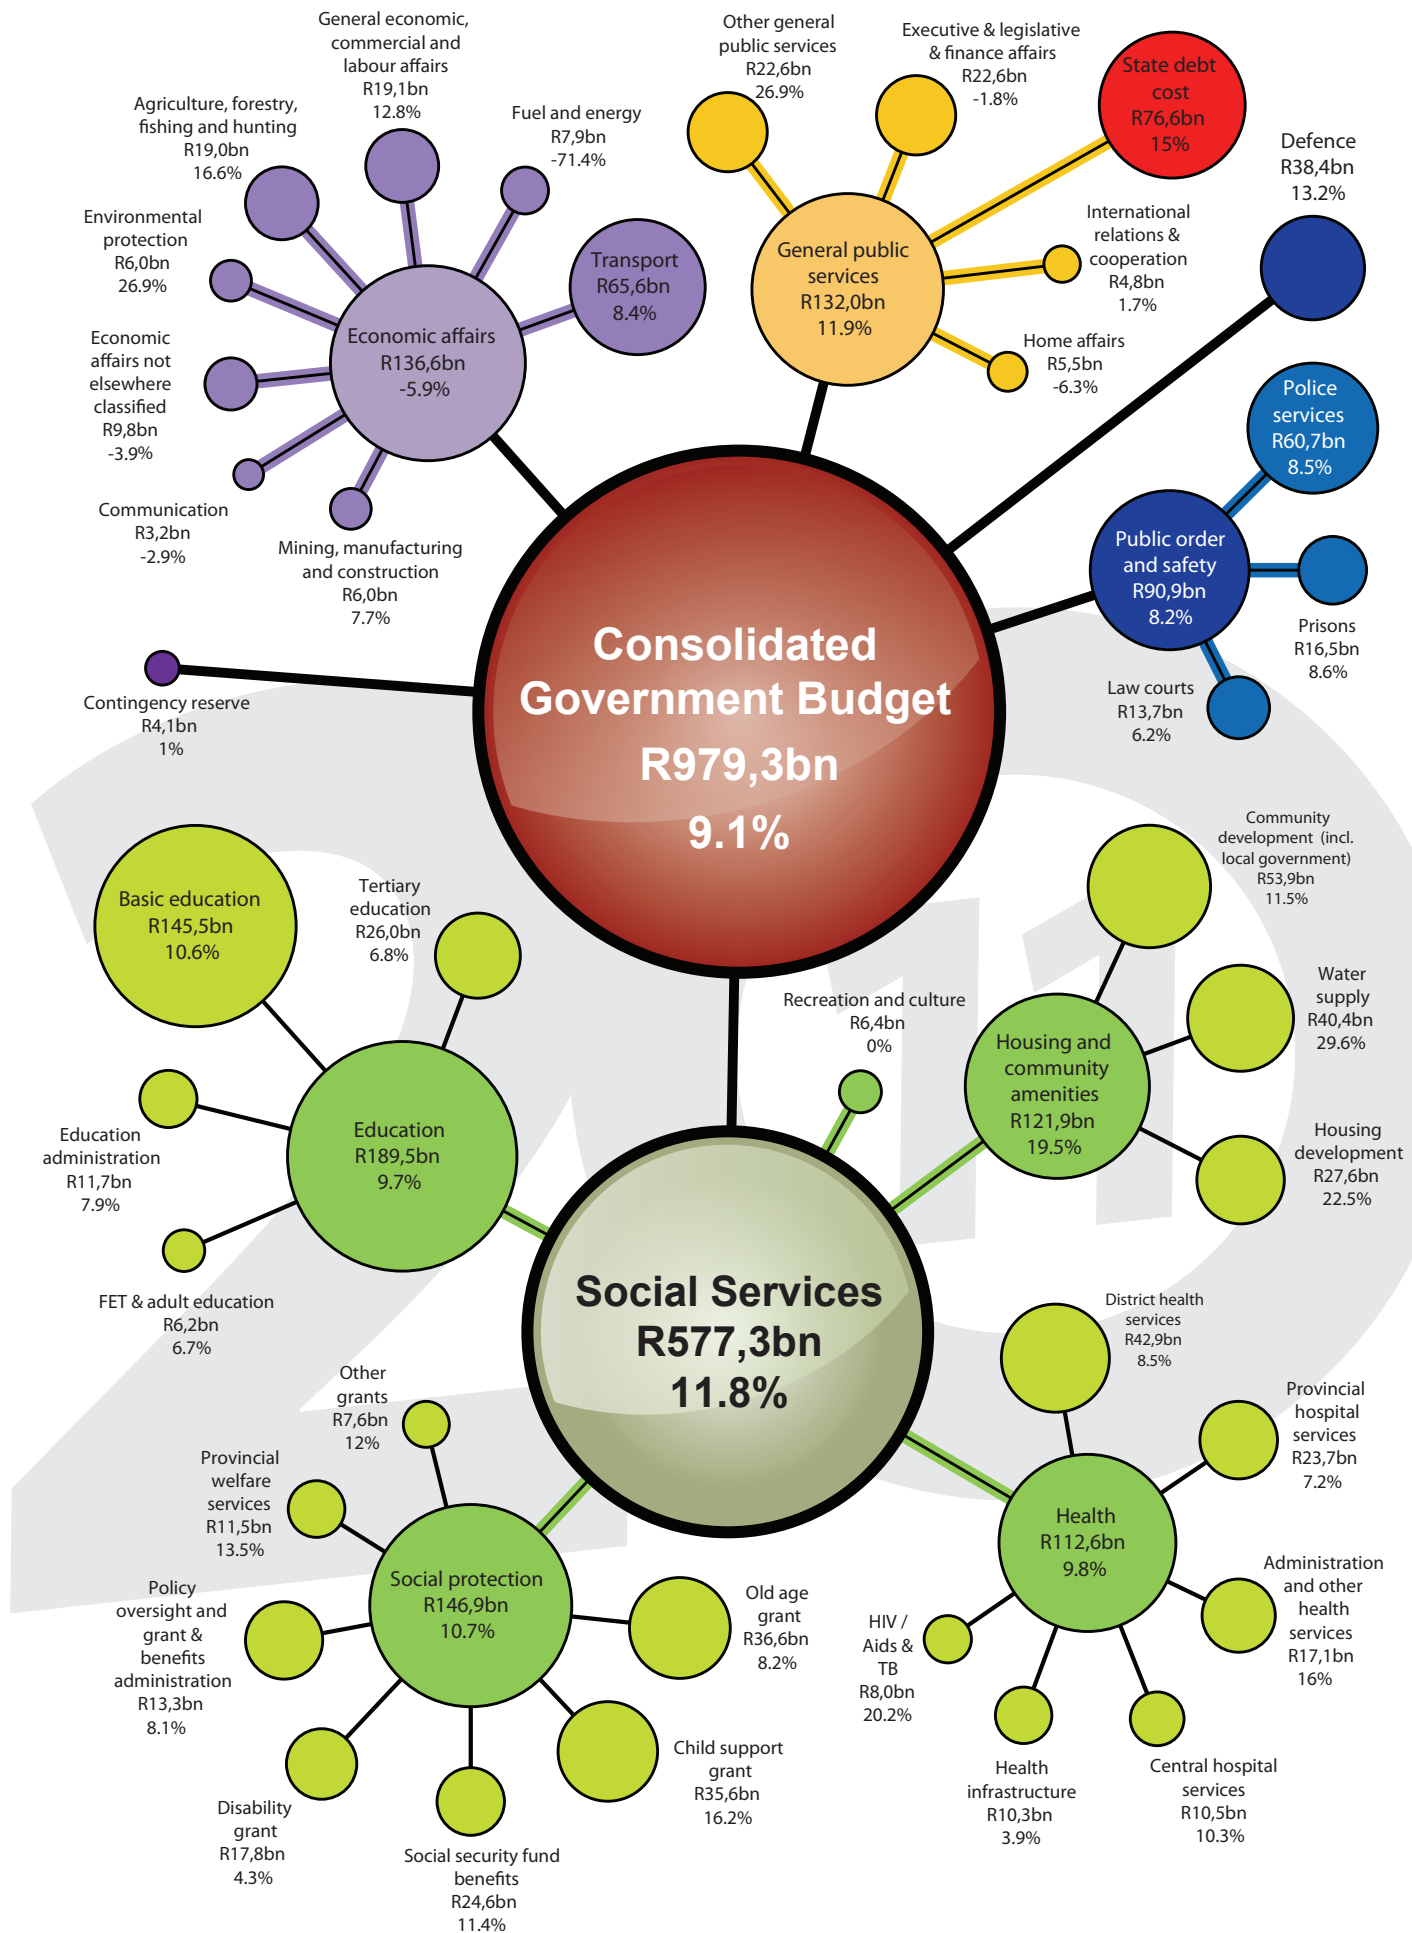 General economic,
commercial and
labour affairs
R19,1bn
12.8%
Agriculture, forestry,
fishing and hunting
R19,0bn
16.6%
Fuel and energy
R7,9bn
-71.4%
Environmental
protection
R6,0bn
26.9%
Transport
R65,6bn
8.4%
Economic
affairs not
elsewhere
classified
R9,8bn
-3.9%
Economic affairs
R136,6bn
-5.9%
Communication
R3,2bn
-2.9%
Mining, manufacturing
and construction
R6,0bn
7.7%
Other general
public services
R22,6bn
26.9%
Executive & legislative
& finance affairs
R22,6bn
-1.8%
State debt
cost
R76,6bn
15%
General public
services
R132,0bn
11.9%
International
relations &
cooperation
R4,8bn
1.7%
Home affairs
R5,5bn
-6.3%
Defence
R38,4bn
13.2%
Police
services
R60,7bn
8.5%
Public order
and safety
R90,9bn
8.2%
Prisons
R16,5bn
8.6%
Law courts
R13,7bn
6.2%
Contingency reserve
R4,1bn
1%
Consolidated
Government Budget
R979,3bn
9.1%
2011
Basic education
R145,5bn
10.6%
Tertiary
education
R26,0bn
6.8%
Education
R189,5bn
9.7%
Education
administration
R11,7bn
7.9%
FET & adult education
R6,2bn
6.7%
Recreation and culture
R6,4bn
0%
Community
development (incl.
local government)
R53,9bn
11.5%
Water
supply
R40,4bn
29.6%
Housing and
community
amenities
R121,9bn
19.5%
Housing
development
R27,6bn
22.5%
Social Services
R577,3bn
11.8%
Other
grants
R7,6bn
12%
Provincial
welfare
services
R11,5bn
13.5%
Policy
oversight and
grant &
benefits
administration
R13,3bn
8.1%
Social protection
R146,9bn
10.7%
Old age
grant
R36,6bn
8.2%
Disability
grant
R17,8bn
4.3%
Social security fund
benefits
R24,6bn
11.4%
Child support
grant
R35,6bn
16.2%
District health
services
R42,9bn
8.5%
Provincial
hospital
services
R23,7bn
7.2%
Health
R112,6bn
9.8%
Administration
and other
health
services
R17,1bn
16%
HIV /
Aids &
TB
R8,0bn
20.2%
Health
infrastructure
R10,3bn
3.9%
Central hospital
services
R10,5bn
10.3%